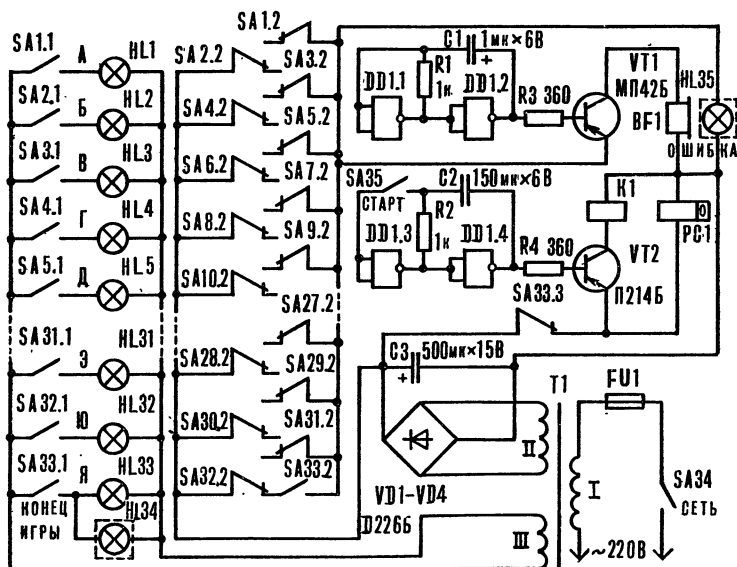 SA1.1 А HL1
SA2.1 Б HL2
SA3.1 В HL3
SA4.1 Г HL4
SA5.1 Д HL5
SA31.1 Э HL31
SA32.1 Ю HL32
SA33.1 Я HL33
КОНЕЦ ИГРЫ HL34
SA1.2
SA2.2 SA3.2
SA4.2 SA5.2
SA6.2 SA7.2
SA8.2 SA9.2
SA10.2
SA27.2
SA28.2 SA29.2
SA30.2 SA31.2
SA32.2 SA33.2
C1 1мк×6В
R1 1к
DD1.1 DD1.2
R3 360
VT1
МП42Б
BF1
HL35
ОШИБКА
SA35
СТАРТ
C2 150мк×6В
R2 1к
DD1.3 DD1.4
R4 360
K1
PC1
VT2
П214Б
SA33.3
C3 500мк×15В
+
+
T1
FU1
II
I
III
VD1-VD4
Д226Б
SA34
СЕТЬ
~220В